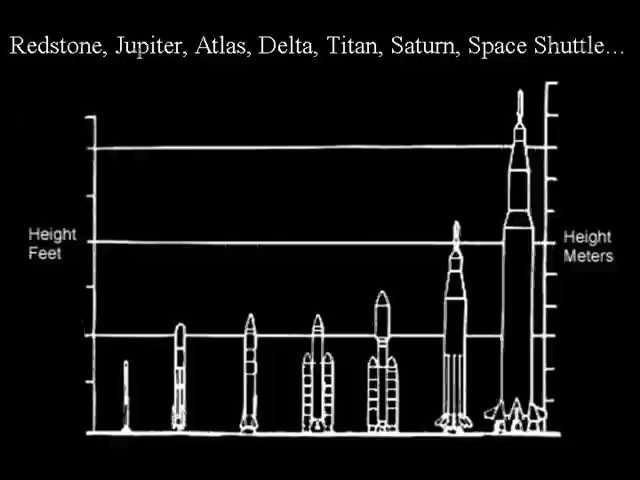 Redstone, Jupiter, Atlas, Delta, Titan, Saturn, Space Shuttle...
Height
Feet
Height
Meters